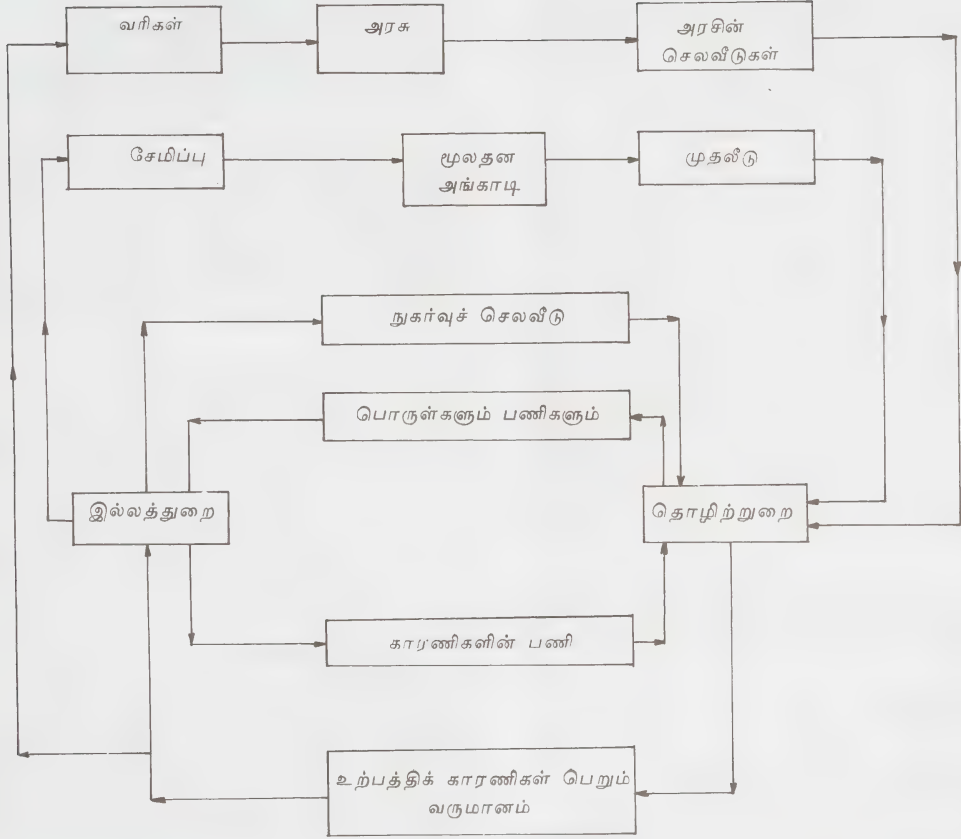 வரிகள்
அரசு
அரசின்
செலவீடுகள்
சேமிப்பு
மூலதன
அங்காடி
முதலீடு
நுகர்வுச் செலவீடு
பொருள்களும் பணிகளும்
இல்லத்துறை
தொழிற்றுறை
காரணிகளின் பணி
உற்பத்திக் காரணிகள் பெறும்
வருமானம்